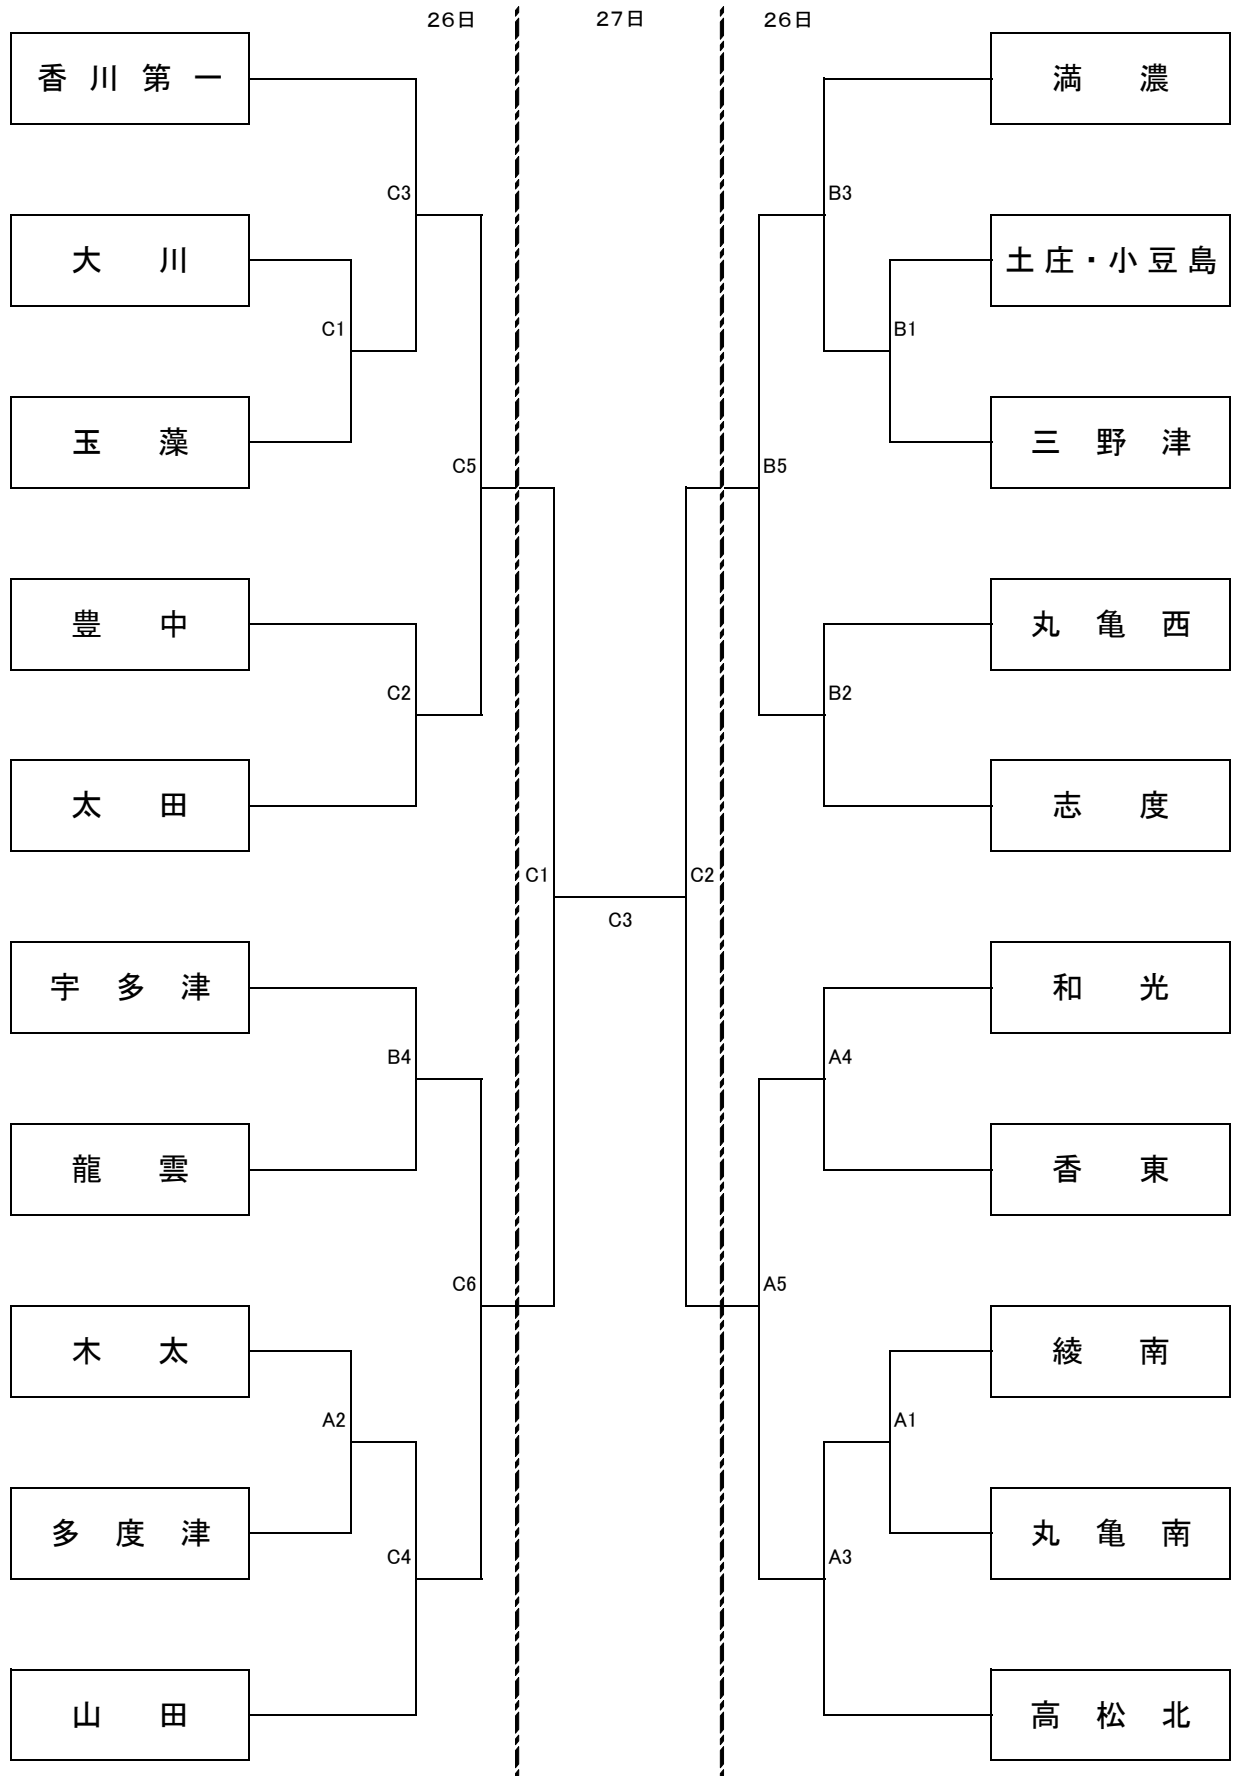 26日 27日 26日
香川第一 満濃
C3 B3
大川 土庄・小豆島
C1 B1
玉藻 三野津
C5 B5
豊中 丸亀西
C2 B2
太田 志度
C1 C2
C3
宇多津 和光
B4 A4
龍雲 香東
C6 A5
木太 綾南
A2 A1
多度津 丸亀南
C4 A3
山田 高松北